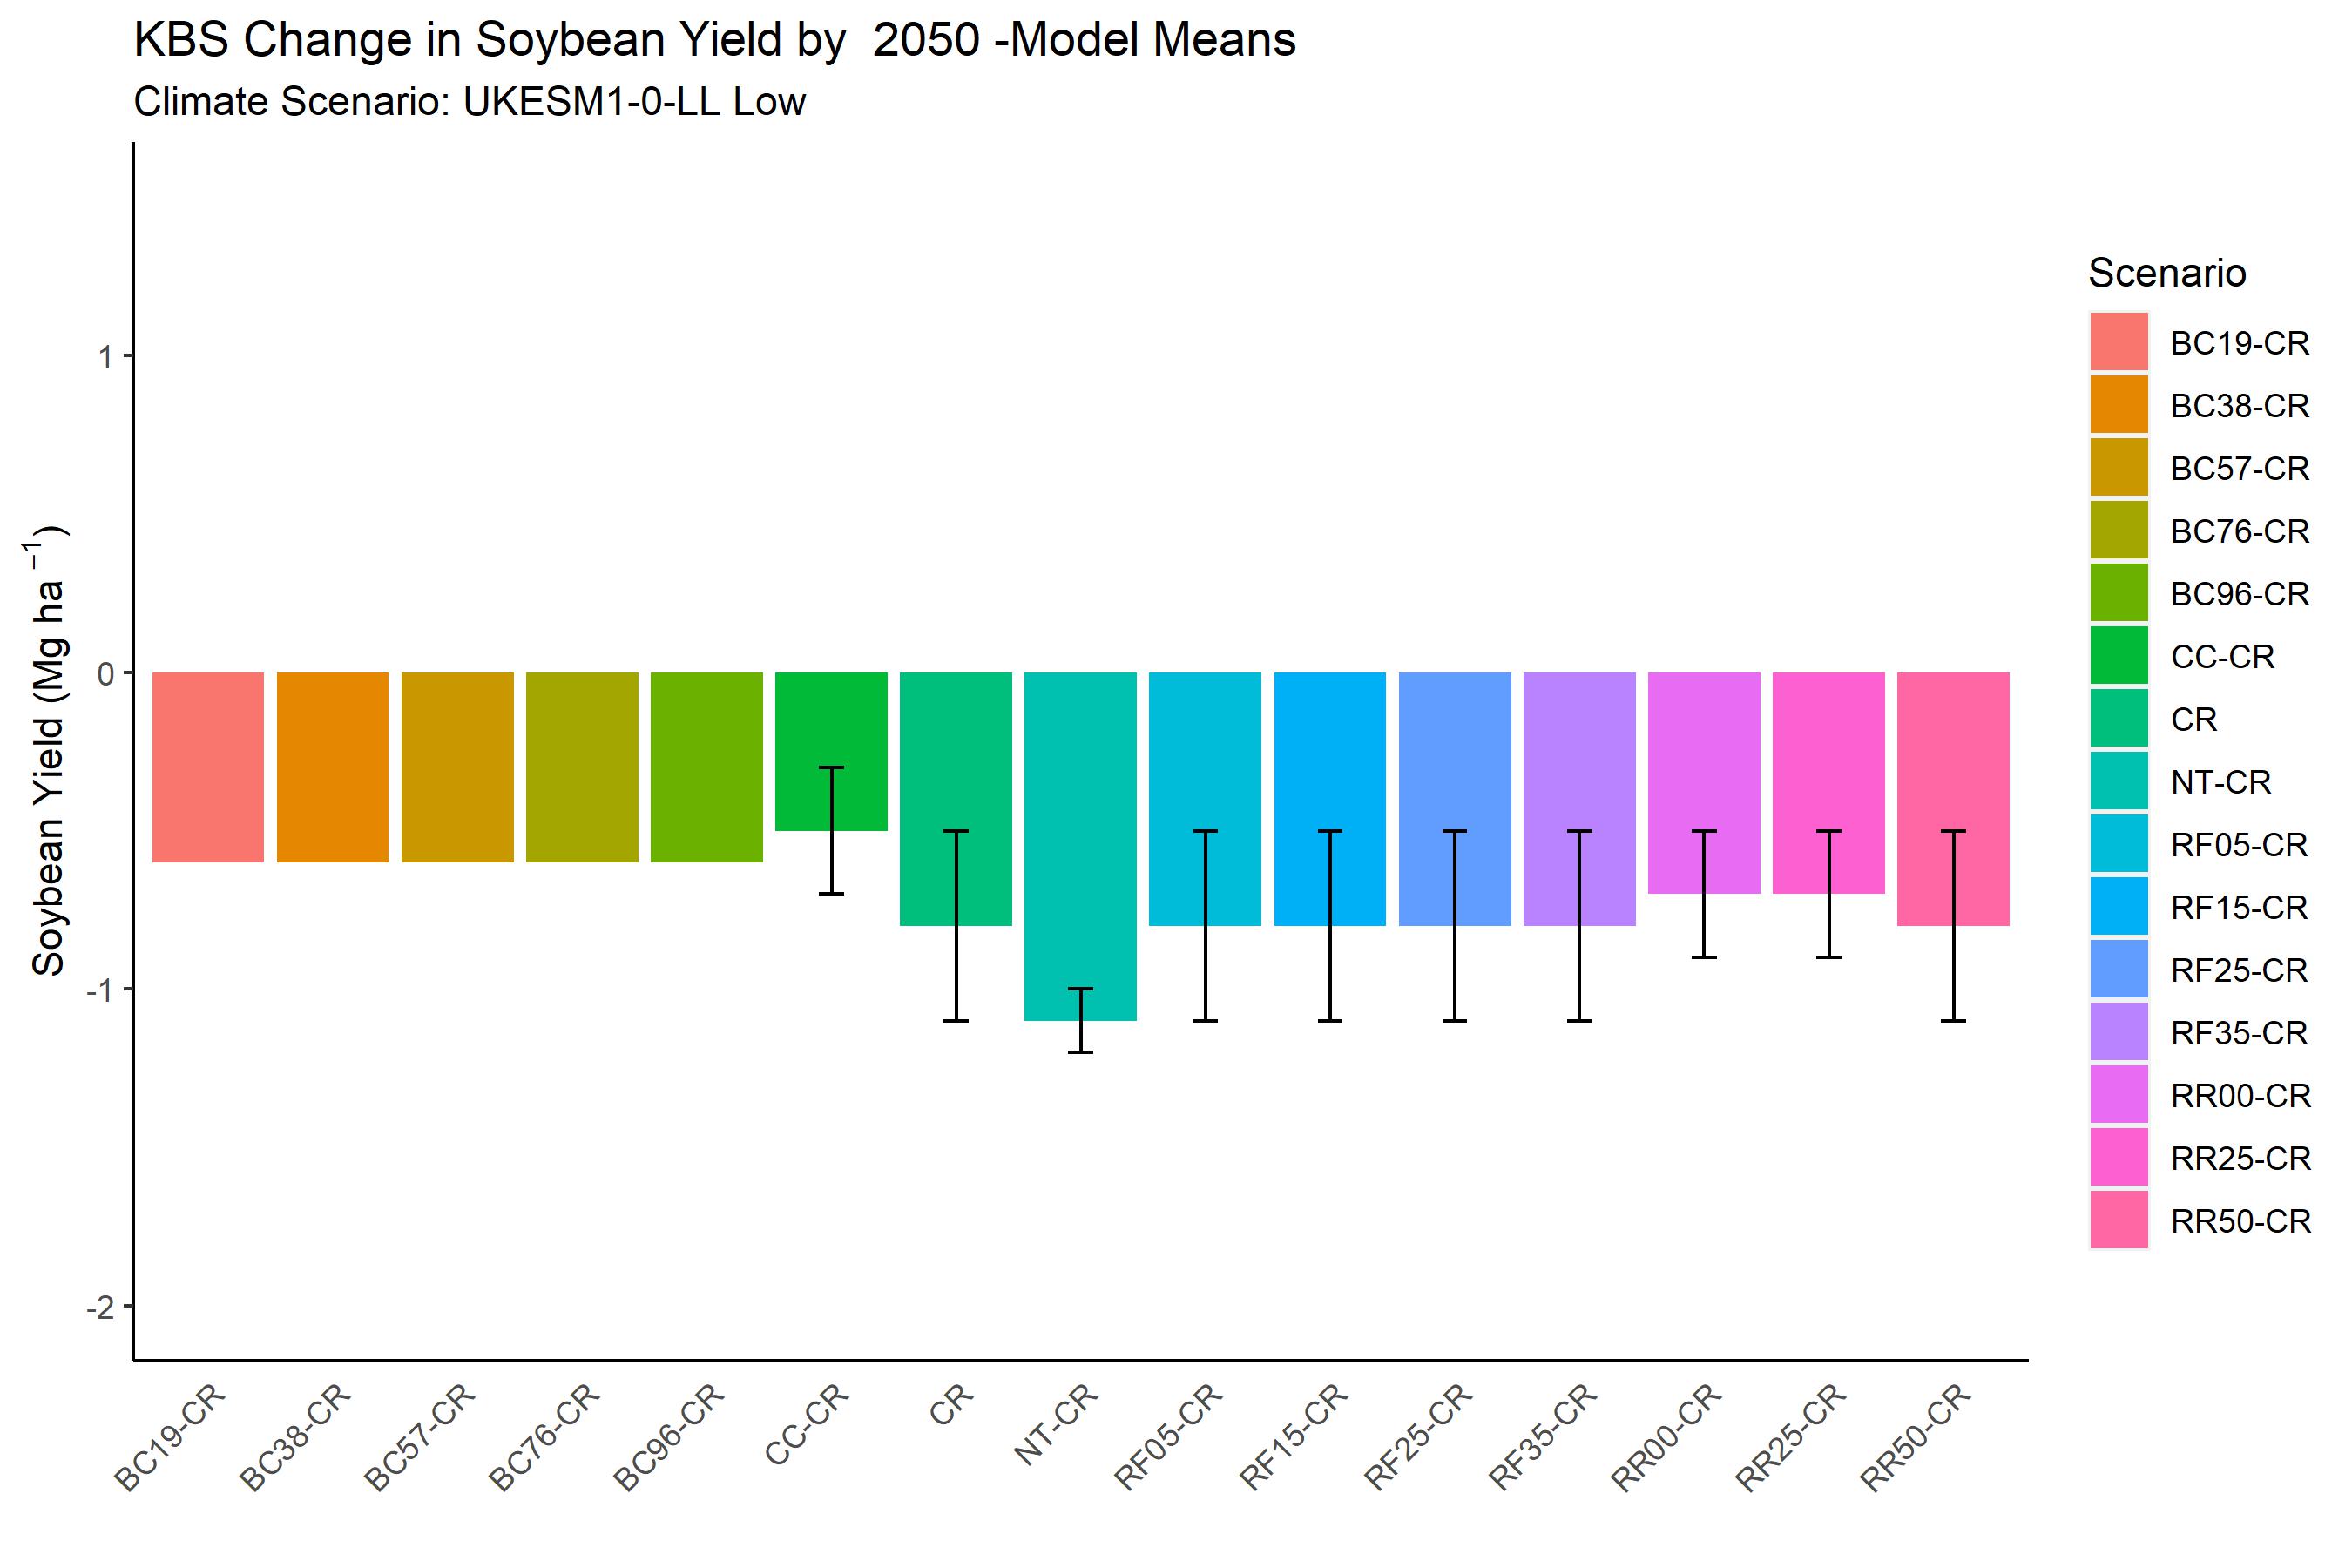 KBS Change in Soybean Yield by  2050 -Model Means
Climate Scenario: UKESM1-0-LL Low
Soybean Yield (Mg ha ⁻¹)
1
0
-1
-2
BC19-CR
BC38-CR
BC57-CR
BC76-CR
BC96-CR
CC-CR
CR
NT-CR
RF05-CR
RF15-CR
RF25-CR
RF35-CR
RR00-CR
RR25-CR
RR50-CR
Scenario
BC19-CR
BC38-CR
BC57-CR
BC76-CR
BC96-CR
CC-CR
CR
NT-CR
RF05-CR
RF15-CR
RF25-CR
RF35-CR
RR00-CR
RR25-CR
RR50-CR